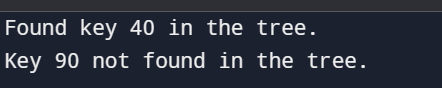 Found key 40 in the tree.
Key 90 not found in the tree.